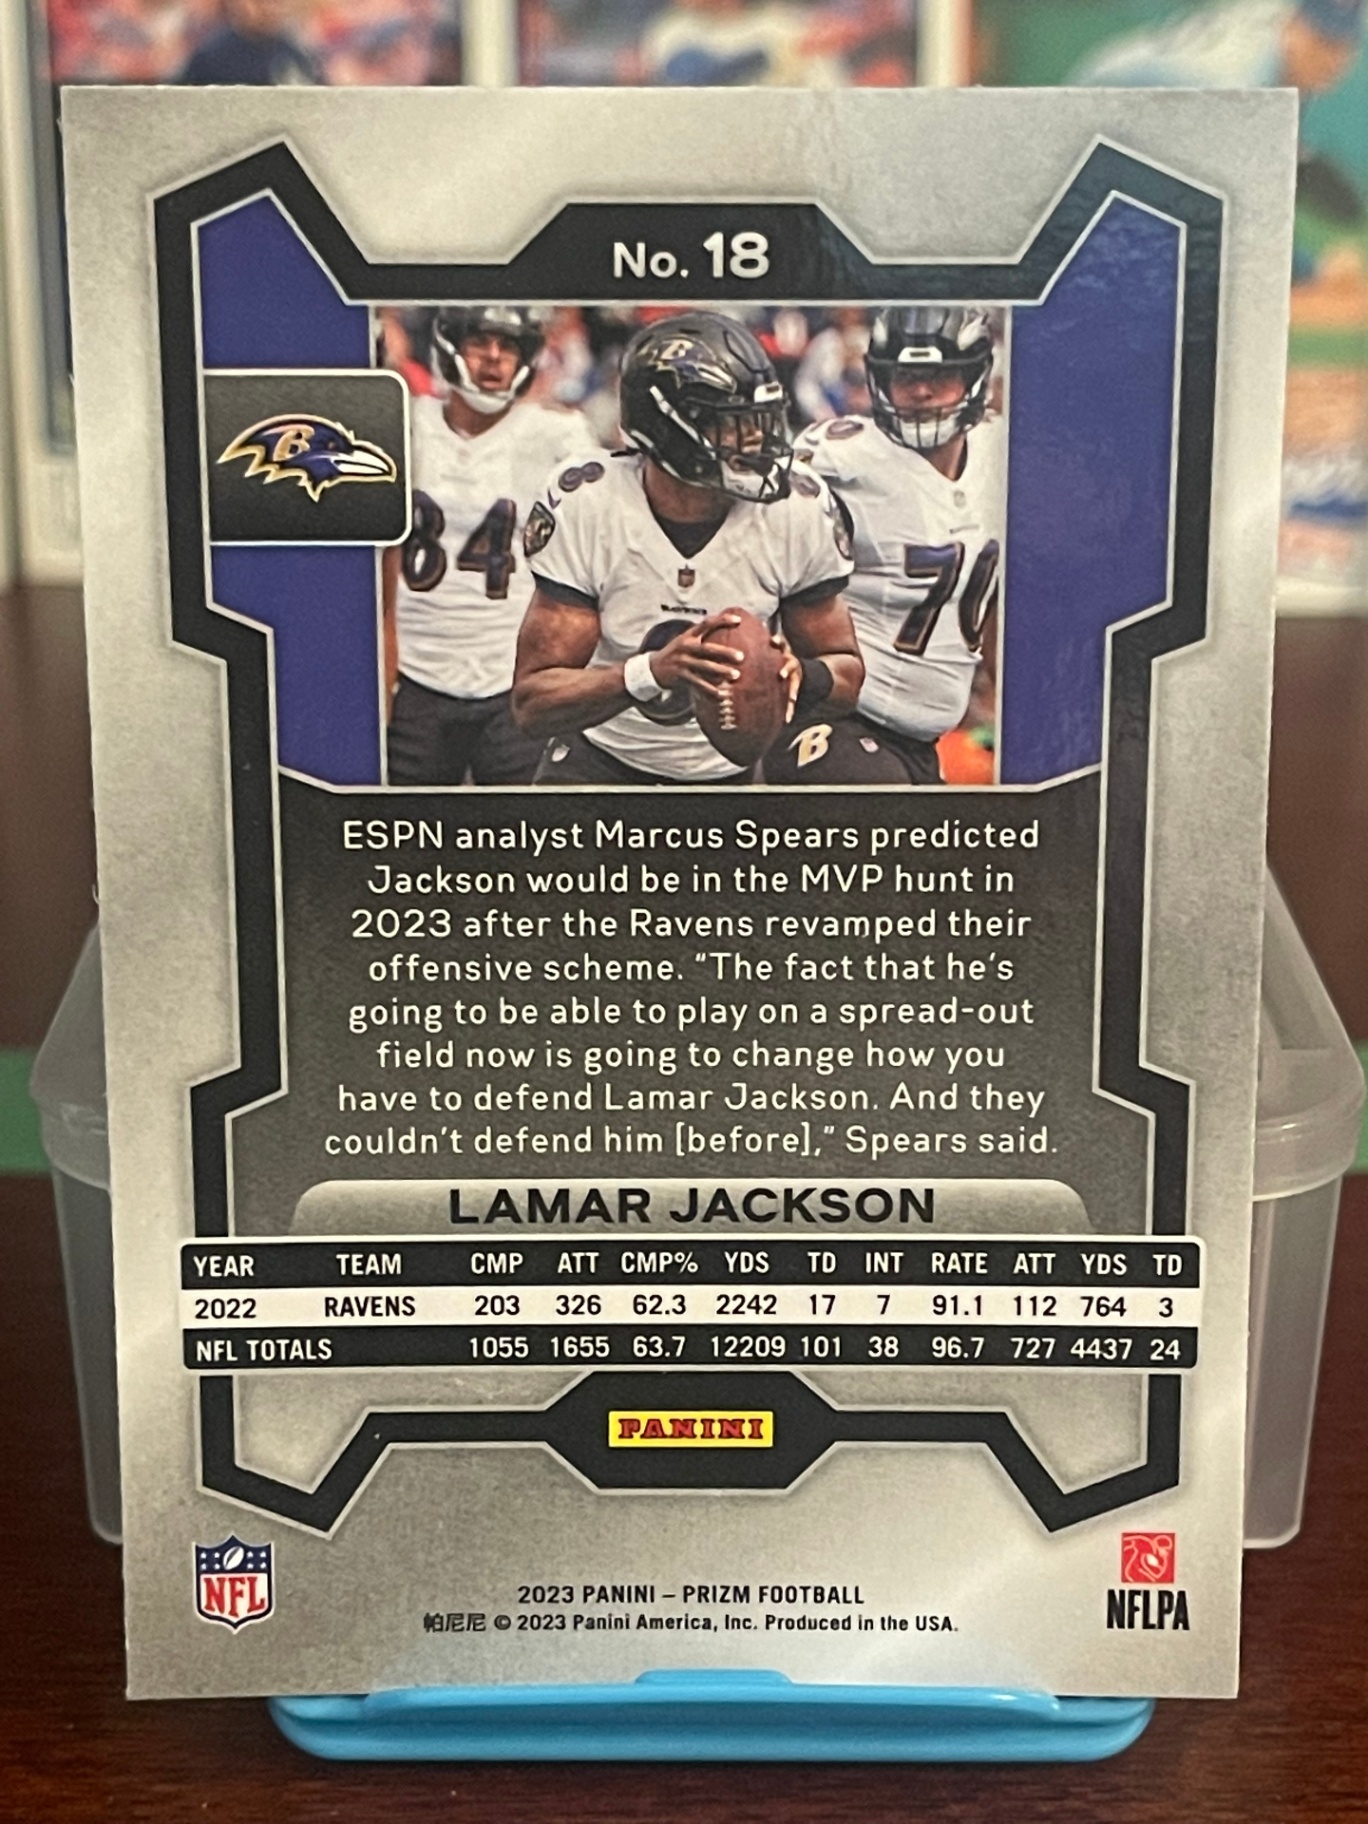 No. 18
B
84
8
8
70
70
B
ESPN analyst Marcus Spears predicted
Jackson would be in the MVP hunt in
2023 after the Ravens revamped their
offensive scheme. “The fact that he’s
going to be able to play on a spread-out
field now is going to change how you
have to defend Lamar Jackson. And they
couldn’t defend him [before],” Spears said.
LAMAR JACKSON
YEAR TEAM CMP ATT CMP% YDS TD INT RATE ATT YDS TD
2022 RAVENS 203 326 62.3 2242 17 7 91.1 112 764 3
NFL TOTALS 1055 1655 63.7 12209 101 38 96.7 727 4437 24
PANINI
NFL
NFLPA
2023 PANINI – PRIZM FOOTBALL
帕尼尼 © 2023 Panini America, Inc. Produced in the USA.